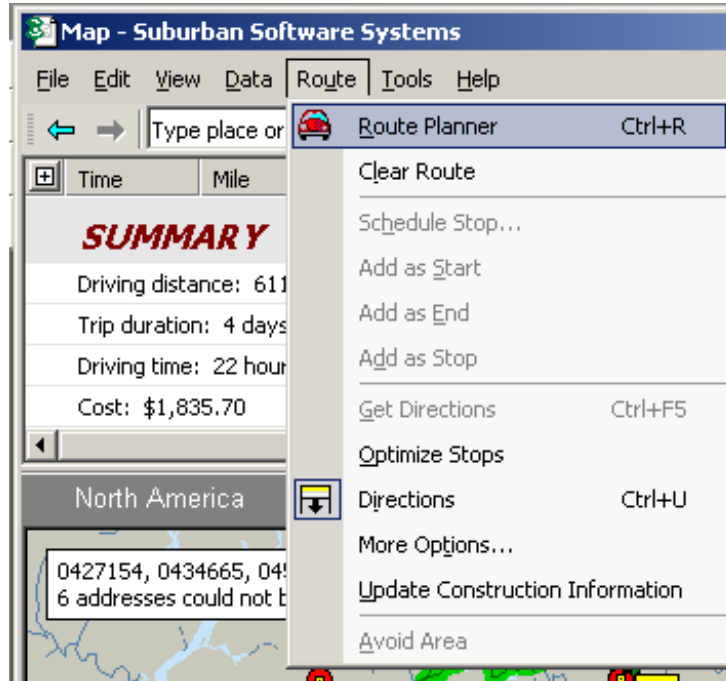 Map - Suburban Software Systems
File Edit View Data Route Tools Help
Type place or
Route Planner Ctrl+R
Clear Route
Schedule Stop...
Add as Start
Add as End
Add as Stop
Get Directions Ctrl+F5
Optimize Stops
Directions Ctrl+U
More Options...
Update Construction Information
Avoid Area
Time Mile
SUMMARY
Driving distance: 611
Trip duration: 4 days
Driving time: 22 hour
Cost: $1,835.70
North America
0427154, 0434665, 04
6 addresses could not